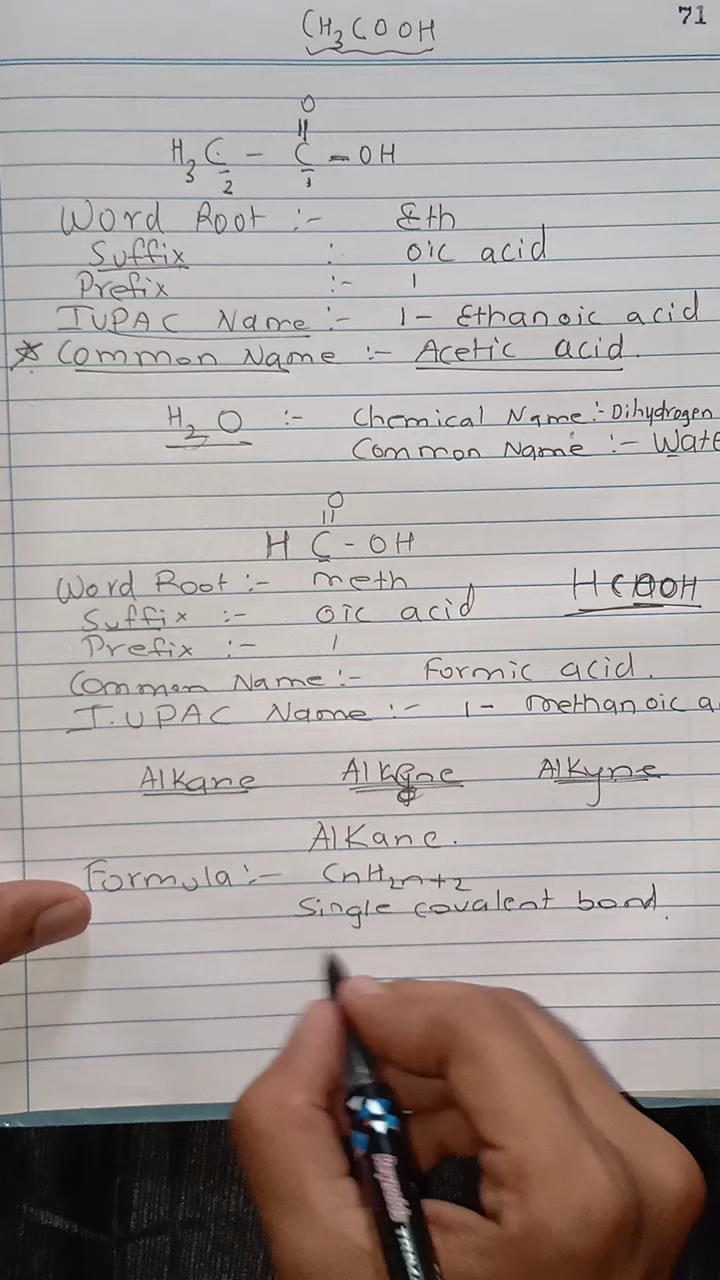 71
CH3COOH
O
||
H3C - C - OH
2 1
Word Root :- Eth
Suffix : oic acid
Prefix :- 1
IUPAC Name :- 1- Ethanoic acid
* Common Name :- Acetic acid.
H2O :- Chemical Name :- Dihydrogen
Common Name :- Wate
O
||
H C - OH
Word Root :- meth HCOOH
Suffix :- oic acid
Prefix :- 1
Common Name :- Formic acid.
I.UPAC Name :- 1- methanoic a
Alkane Alkene Alkyne
Alkane.
Formula :- CnH2n+2
Single covalent bond.
Reynolds